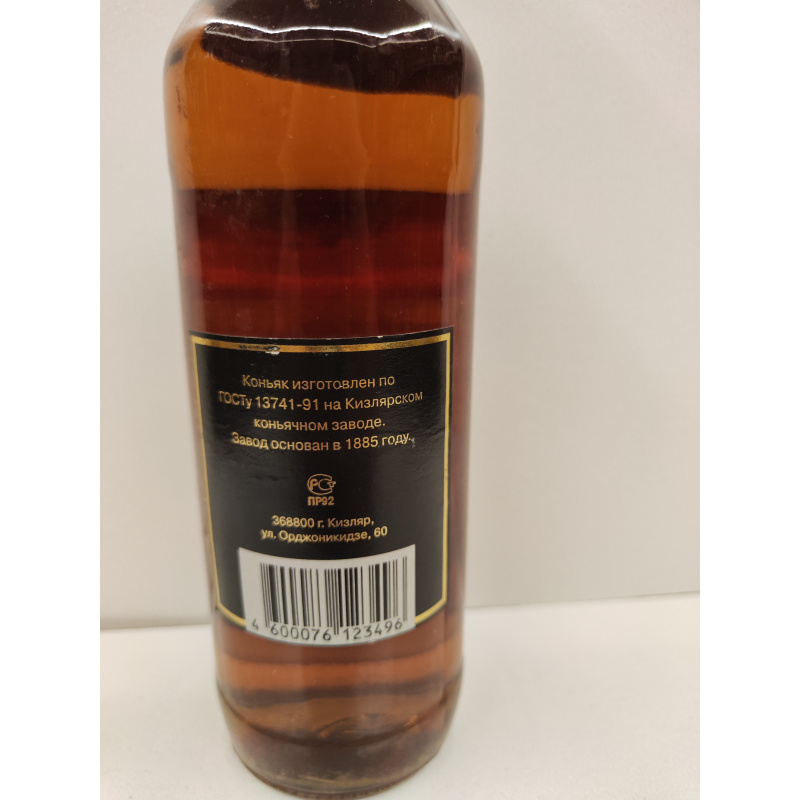 Коньяк изготовлен по
ГОСТу 13741-91 на Кизлярском
коньячном заводе.
Завод основан в 1885 году.
РСТ
ПР92
368800 г. Кизляр,
ул. Орджоникидзе, 60
4 600076 123496